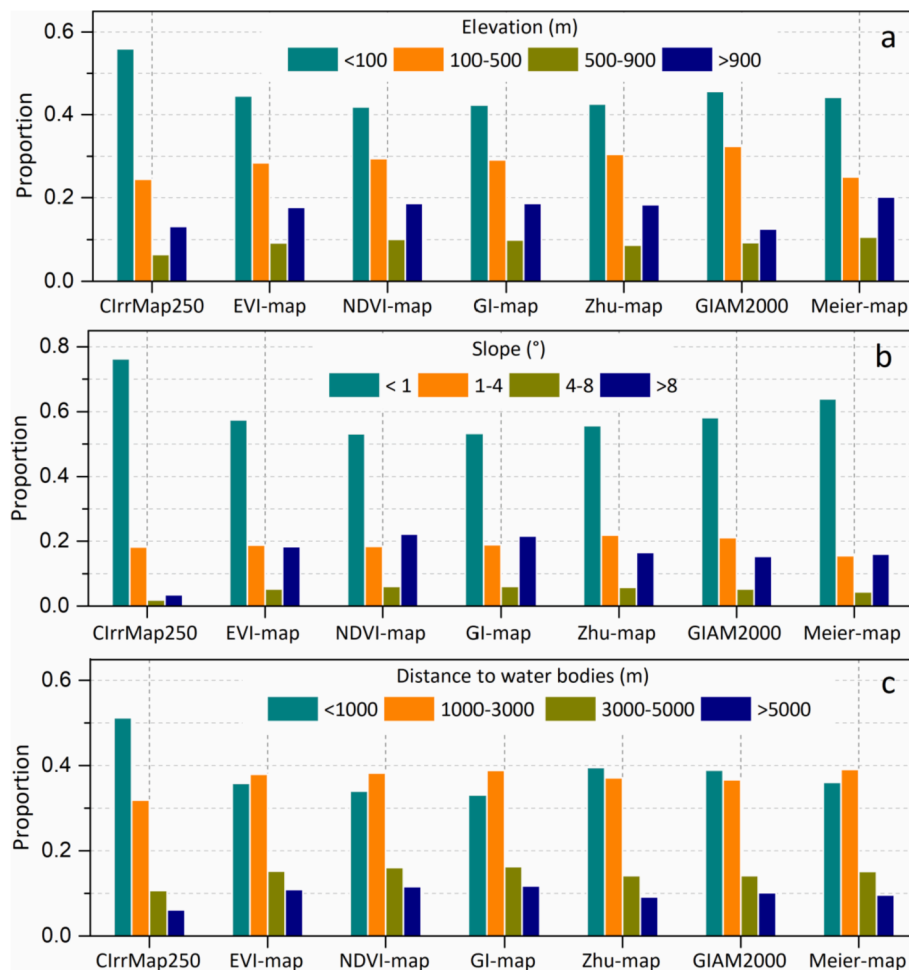 Elevation (m)
a
<100 100-500 500-900 >900
0.6
0.4
0.2
0.0
Proportion
CIrrMap250 EVI-map NDVI-map GI-map Zhu-map GIAM2000 Meier-map
Slope (°)
b
< 1 1-4 4-8 >8
0.8
0.6
0.4
0.2
0.0
Proportion
CIrrMap250 EVI-map NDVI-map GI-map Zhu-map GIAM2000 Meier-map
Distance to water bodies (m)
c
<1000 1000-3000 3000-5000 >5000
0.6
0.4
0.2
0.0
Proportion
CIrrMap250 EVI-map NDVI-map GI-map Zhu-map GIAM2000 Meier-map